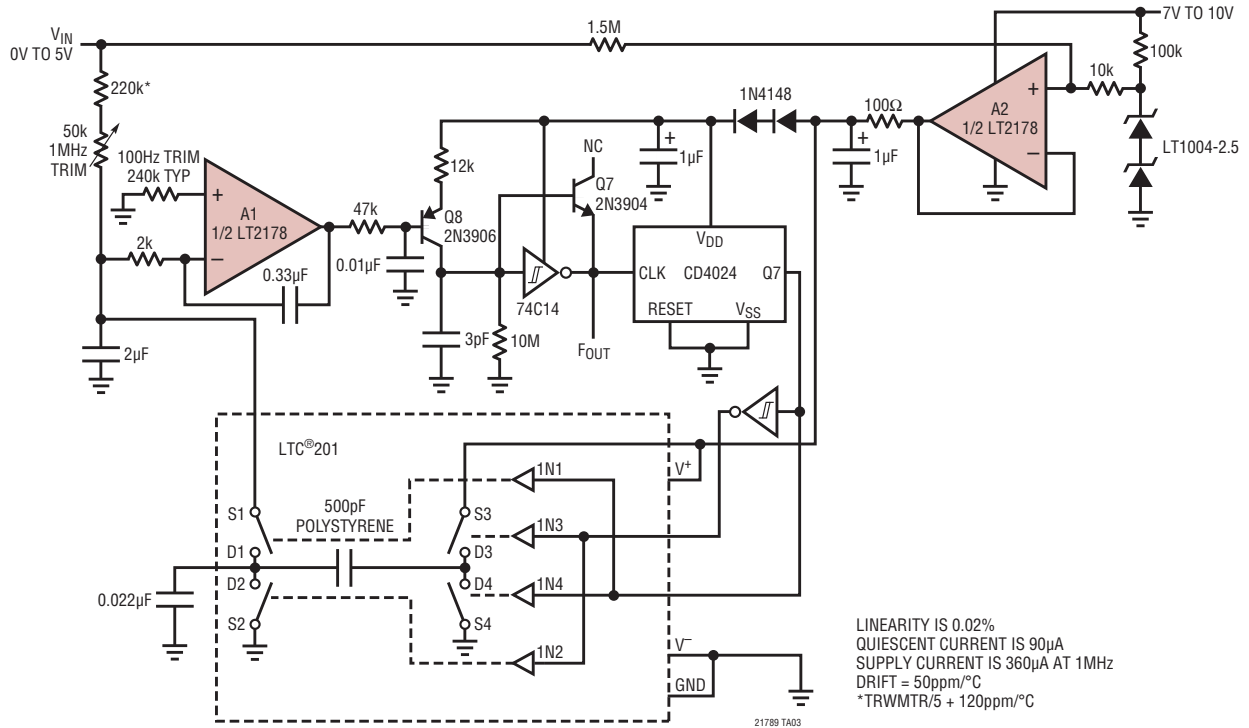 V_IN
0V TO 5V
1.5M
7V TO 10V
100k
10k
LT1004-2.5
A2
1/2 LT2178
+
–
100Ω
+
1µF
1N4148
+
1µF
220k*
50k
1MHz
TRIM
100Hz TRIM
240k TYP
A1
1/2 LT2178
+
–
2k
0.33µF
2µF
47k
0.01µF
12k
Q8
2N3906
NC
Q7
2N3904
74C14
3pF
10M
F_OUT
V_DD
CLK
CD4024
Q7
RESET
V_SS
LTC®201
V+
1N1
500pF
POLYSTYRENE
S1
S3
1N3
D1
D3
D2
D4
1N4
0.022µF
S2
S4
1N2
V–
GND
LINEARITY IS 0.02%
QUIESCENT CURRENT IS 90µA
SUPPLY CURRENT IS 360µA AT 1MHz
DRIFT = 50ppm/°C
*TRWMTR/5 + 120ppm/°C
21789 TA03